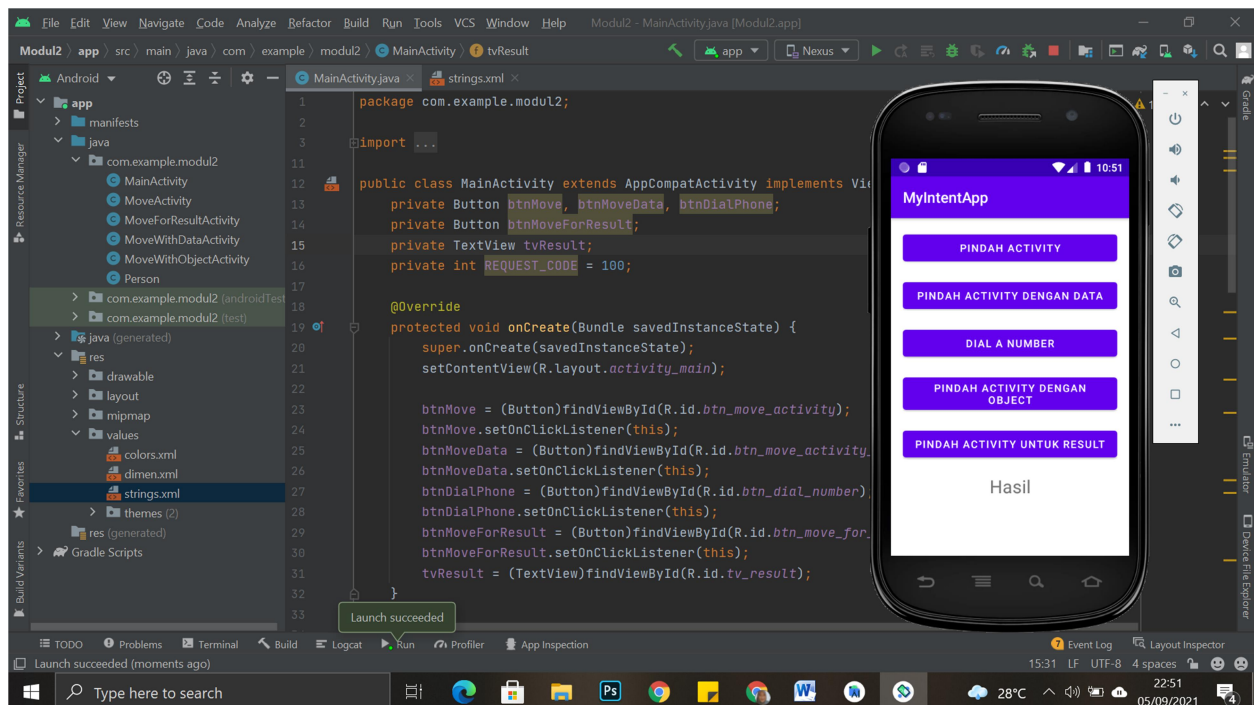 File Edit View Navigate Code Analyze Refactor Build Run Tools VCS Window Help Modul2 - MainActivity.java [Modul2.app]
Modul2 app src main java com example modul2 MainActivity tvResult app Nexus
Android MainActivity.java strings.xml
Project
Resource Manager
Structure
Favorites
Build Variants
app
manifests
java
com.example.modul2
MainActivity
MoveActivity
MoveForResultActivity
MoveWithDataActivity
MoveWithObjectActivity
Person
com.example.modul2 (androidTest
com.example.modul2 (test)
java (generated)
res
drawable
layout
mipmap
values
colors.xml
dimen.xml
strings.xml
themes (2)
res (generated)
Gradle Scripts
1 package com.example.modul2;
2
3 import ...
11
12 public class MainActivity extends AppCompatActivity implements Vie
13 private Button btnMove, btnMoveData, btnDialPhone;
14 private Button btnMoveForResult;
15 private TextView tvResult;
16 private int REQUEST_CODE = 100;
17
18 @Override
19 protected void onCreate(Bundle savedInstanceState) {
20 super.onCreate(savedInstanceState);
21 setContentView(R.layout.activity_main);
22
23 btnMove = (Button)findViewById(R.id.btn_move_activity);
24 btnMove.setOnClickListener(this);
25 btnMoveData = (Button)findViewById(R.id.btn_move_activity_
26 btnMoveData.setOnClickListener(this);
27 btnDialPhone = (Button)findViewById(R.id.btn_dial_number);
28 btnDialPhone.setOnClickListener(this);
29 btnMoveForResult = (Button)findViewById(R.id.btn_move_for_
30 btnMoveForResult.setOnClickListener(this);
31 tvResult = (TextView)findViewById(R.id.tv_result);
32 }
33
Launch succeeded
10:51
MyIntentApp
PINDAH ACTIVITY
PINDAH ACTIVITY DENGAN DATA
DIAL A NUMBER
PINDAH ACTIVITY DENGAN
OBJECT
PINDAH ACTIVITY UNTUK RESULT
Hasil
Gradle
Emulator
Device File Explorer
TODO Problems Terminal Build Logcat Run Profiler App Inspection 7 Event Log Layout Inspector
Launch succeeded (moments ago) 15:31 LF UTF-8 4 spaces
Type here to search Ps W 28°C 22:51
05/09/2021 4